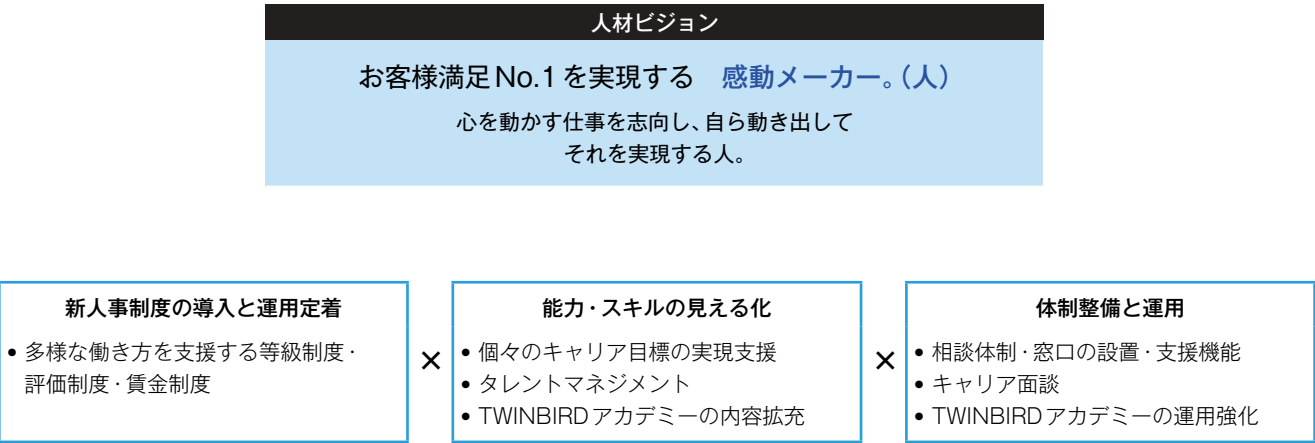 人材ビジョン
お客様満足No.1を実現する　感動メーカー。（人）
心を動かす仕事を志向し、自ら動き出して
それを実現する人。
新人事制度の導入と運用定着
• 多様な働き方を支援する等級制度・
評価制度・賃金制度
×
能力・スキルの見える化
• 個々のキャリア目標の実現支援
• タレントマネジメント
• TWINBIRDアカデミーの内容拡充
×
体制整備と運用
• 相談体制・窓口の設置・支援機能
• キャリア面談
• TWINBIRDアカデミーの運用強化